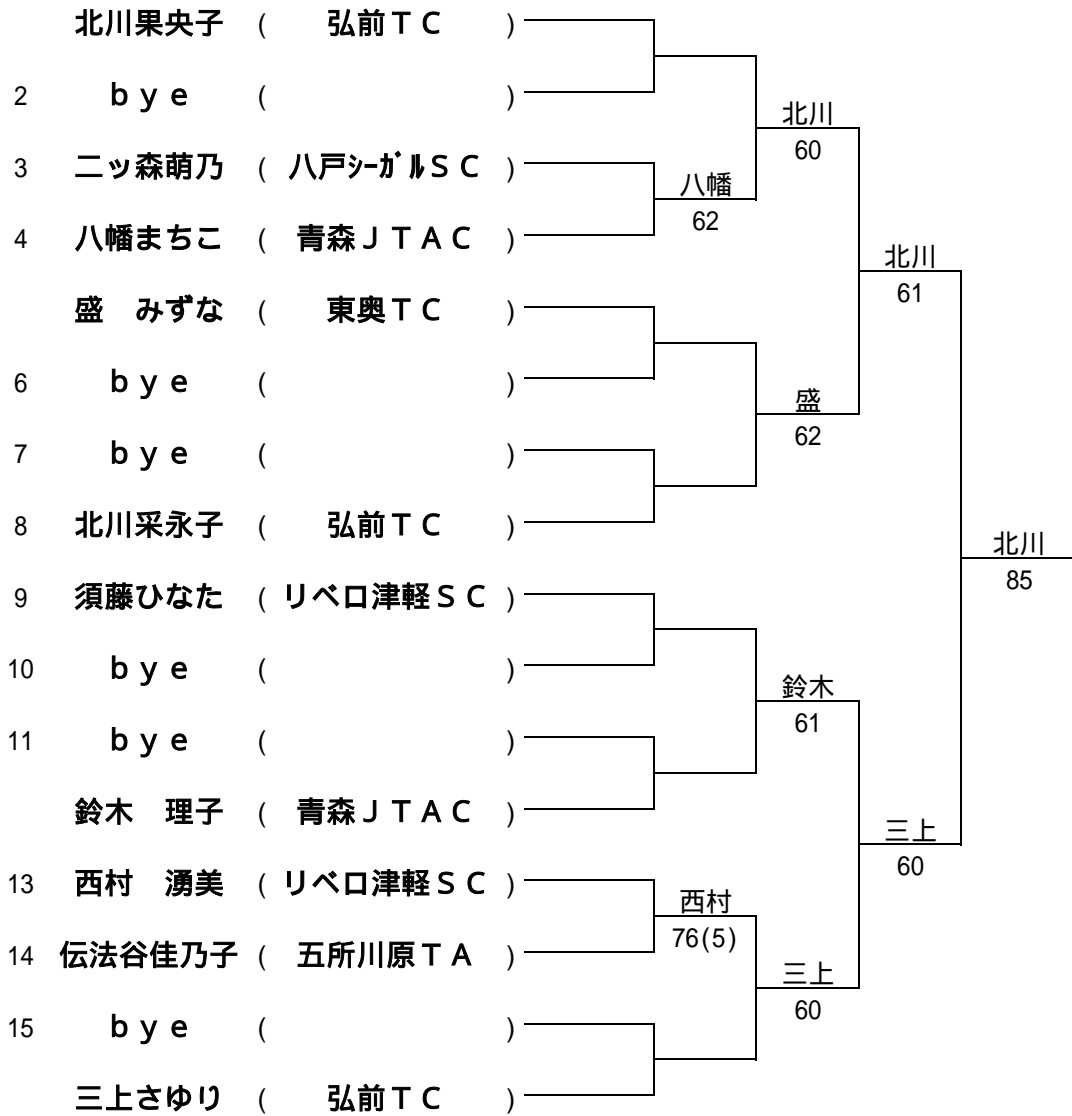 北川果央子 ( 弘前ＴＣ )
2 ｂｙｅ ( )
北川
60
3 二ッ森萌乃 ( 八戸ｼｰｶﾞﾙＳＣ )
八幡
62
4 八幡まちこ ( 青森ＪＴＡＣ )
北川
61
盛　みずな ( 東奥ＴＣ )
6 ｂｙｅ ( )
盛
62
7 ｂｙｅ ( )
8 北川采永子 ( 弘前ＴＣ )
北川
85
9 須藤ひなた ( リベロ津軽ＳＣ )
10 ｂｙｅ ( )
鈴木
61
11 ｂｙｅ ( )
鈴木　理子 ( 青森ＪＴＡＣ )
三上
60
13 西村　湧美 ( リベロ津軽ＳＣ )
西村
76(5)
14 伝法谷佳乃子 ( 五所川原ＴＡ )
三上
60
15 ｂｙｅ ( )
三上さゆり ( 弘前ＴＣ )